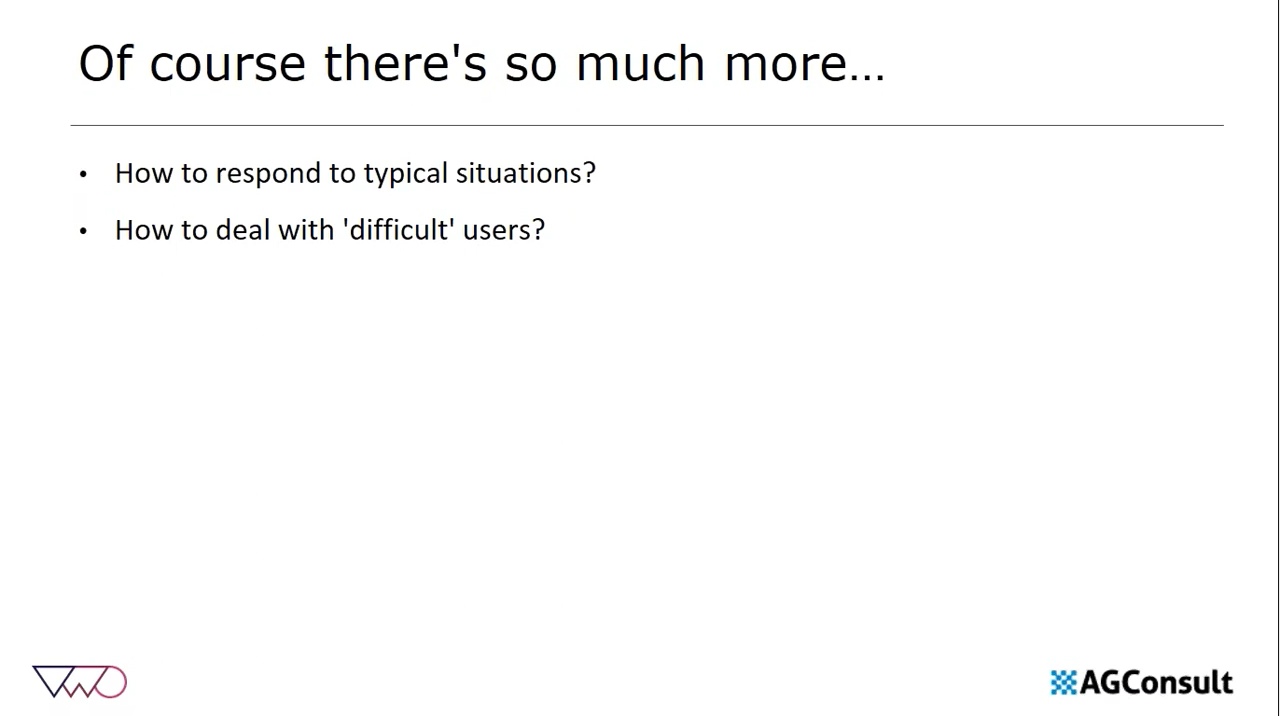 Of course there's so much more...
• How to respond to typical situations?
• How to deal with 'difficult' users?
VWO
AGConsult